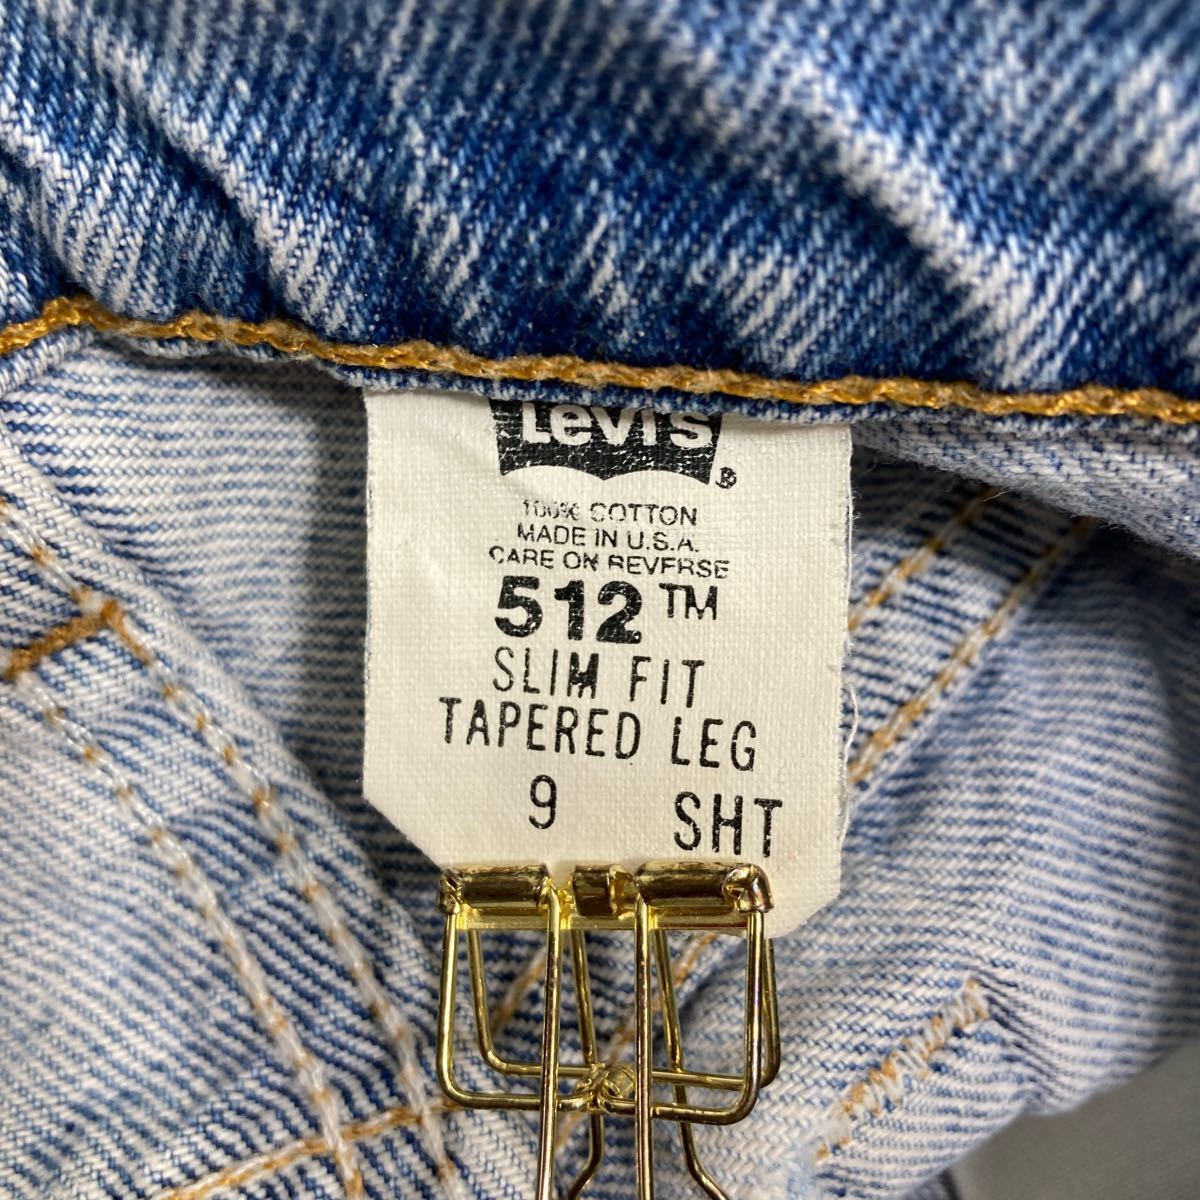 Levi's ®
100% COTTON
MADE IN U.S.A.
CARE ON REVERSE
512™
SLIM FIT
TAPERED LEG
9 SHT